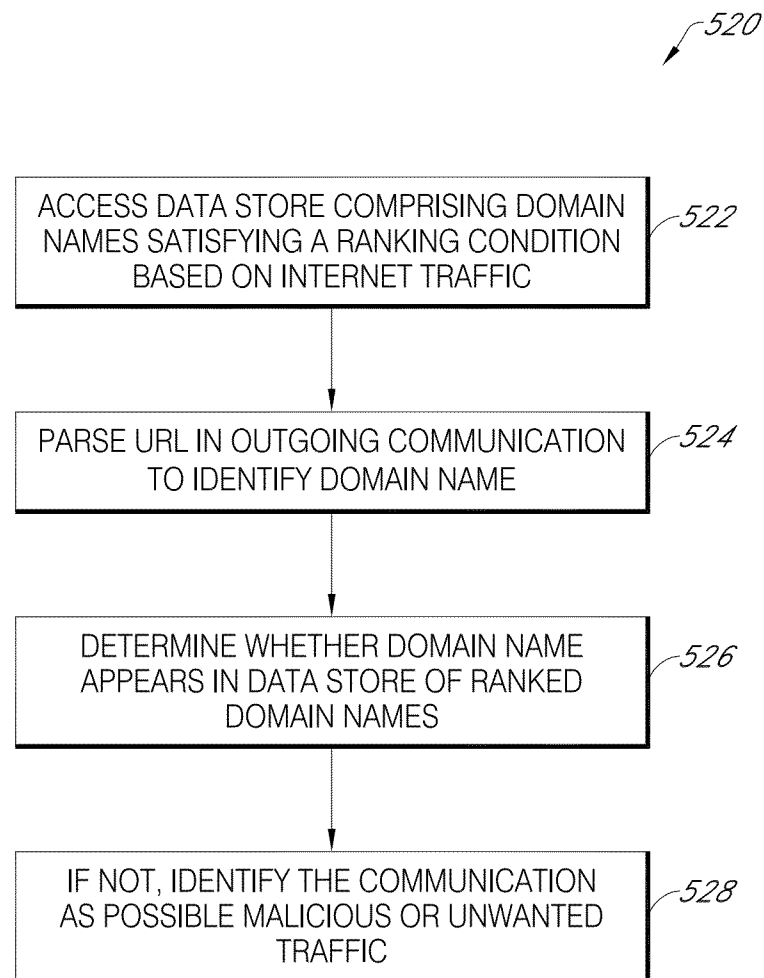 520
ACCESS DATA STORE COMPRISING DOMAIN
NAMES SATISFYING A RANKING CONDITION
BASED ON INTERNET TRAFFIC
522
PARSE URL IN OUTGOING COMMUNICATION
TO IDENTIFY DOMAIN NAME
524
DETERMINE WHETHER DOMAIN NAME
APPEARS IN DATA STORE OF RANKED
DOMAIN NAMES
526
IF NOT, IDENTIFY THE COMMUNICATION
AS POSSIBLE MALICIOUS OR UNWANTED
TRAFFIC
528